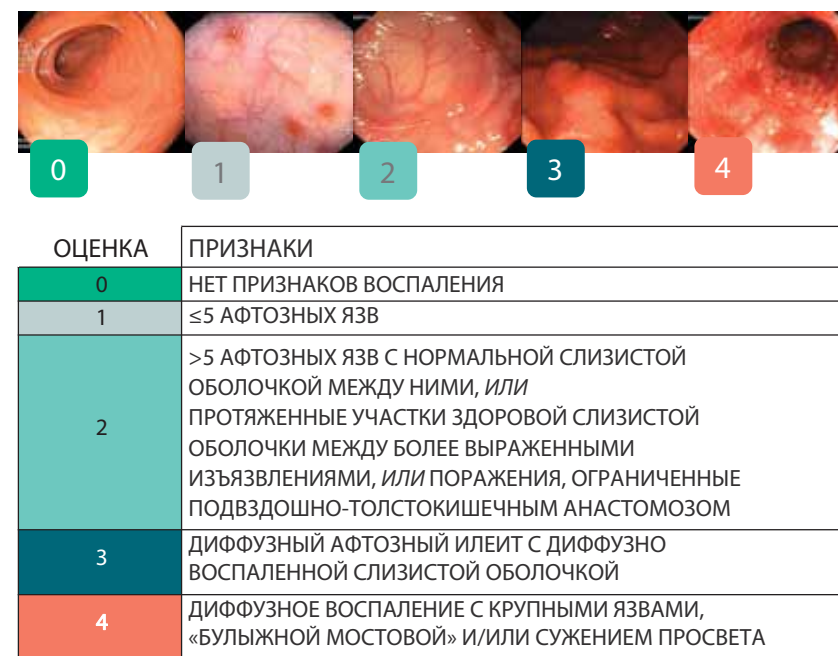 0 1 2 3 4
ОЦЕНКА ПРИЗНАКИ
0 НЕТ ПРИЗНАКОВ ВОСПАЛЕНИЯ
1 ≤5 АФТОЗНЫХ ЯЗВ
>5 АФТОЗНЫХ ЯЗВ С НОРМАЛЬНОЙ СЛИЗИСТОЙ
ОБОЛОЧКОЙ МЕЖДУ НИМИ, ИЛИ
ПРОТЯЖЕННЫЕ УЧАСТКИ ЗДОРОВОЙ СЛИЗИСТОЙ
2 ОБОЛОЧКИ МЕЖДУ БОЛЕЕ ВЫРАЖЕННЫМИ
ИЗЪЯЗВЛЕНИЯМИ, ИЛИ ПОРАЖЕНИЯ, ОГРАНИЧЕННЫЕ
ПОДВЗДОШНО-ТОЛСТОКИШЕЧНЫМ АНАСТОМОЗОМ
3 ДИФФУЗНЫЙ АФТОЗНЫЙ ИЛЕИТ С ДИФФУЗНО
ВОСПАЛЕННОЙ СЛИЗИСТОЙ ОБОЛОЧКОЙ
4 ДИФФУЗНОЕ ВОСПАЛЕНИЕ С КРУПНЫМИ ЯЗВАМИ,
«БУЛЫЖНОЙ МОСТОВОЙ» И/ИЛИ СУЖЕНИЕМ ПРОСВЕТА